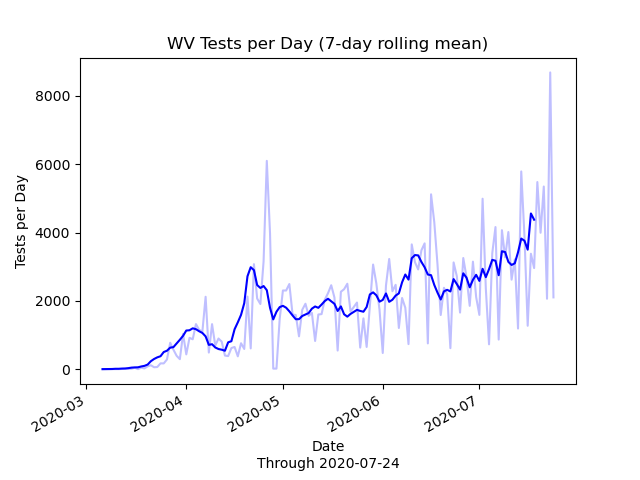 WV Tests per Day (7-day rolling mean)
8000
6000
4000
2000
0
Tests per Day
2020-03
2020-04
2020-05
2020-06
2020-07
Date
Through 2020-07-24